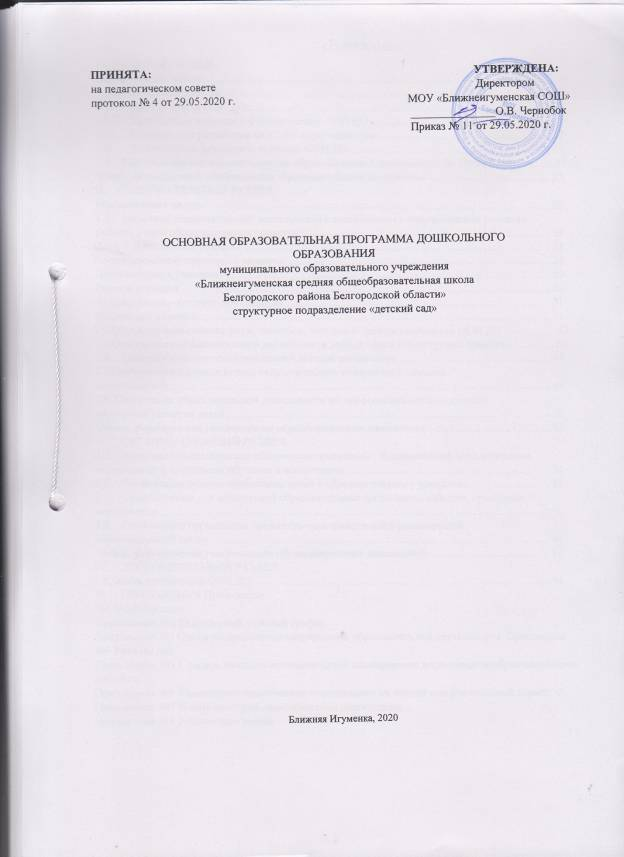 ПРИНЯТА:
на педагогическом совете
протокол № 4 от 29.05.2020 г.
УТВЕРЖДЕНА:
Директором
МОУ «Ближнеигуменская СОШ»
О.В. Чернобок
Приказ № 11 от 29.05.2020 г.
ОСНОВНАЯ ОБРАЗОВАТЕЛЬНАЯ ПРОГРАММА ДОШКОЛЬНОГО
ОБРАЗОВАНИЯ
муниципального образовательного учреждения
«Ближнеигуменская средняя общеобразовательная школа
Белгородского района Белгородской области»
структурное подразделение «детский сад»
Ближняя Игуменка, 2020